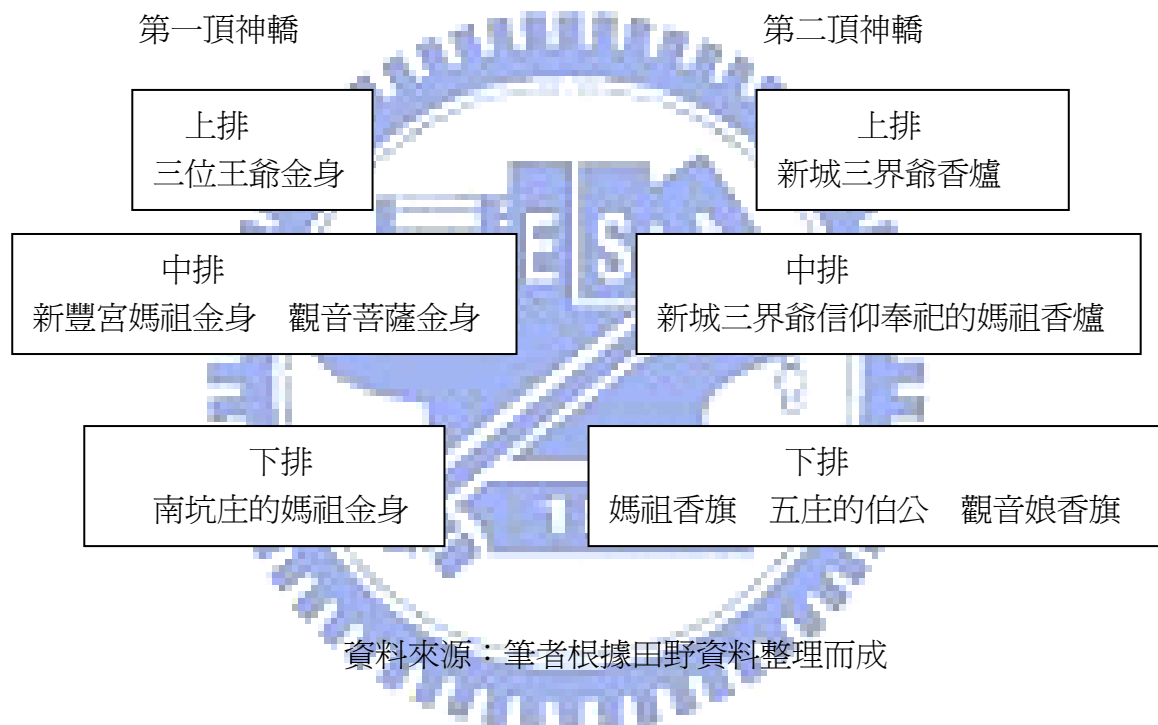 第一頂神轎　第二頂神轎
上排　上排
三位王爺金身　新城三界爺香爐
中排　中排
新豐宮媽祖金身　觀音菩薩金身　新城三界爺信仰奉祀的媽祖香爐
下排　下排
南坑庄的媽祖金身　媽祖香旗　五庄的伯公　觀音娘香旗
資料來源：筆者根據田野資料整理而成